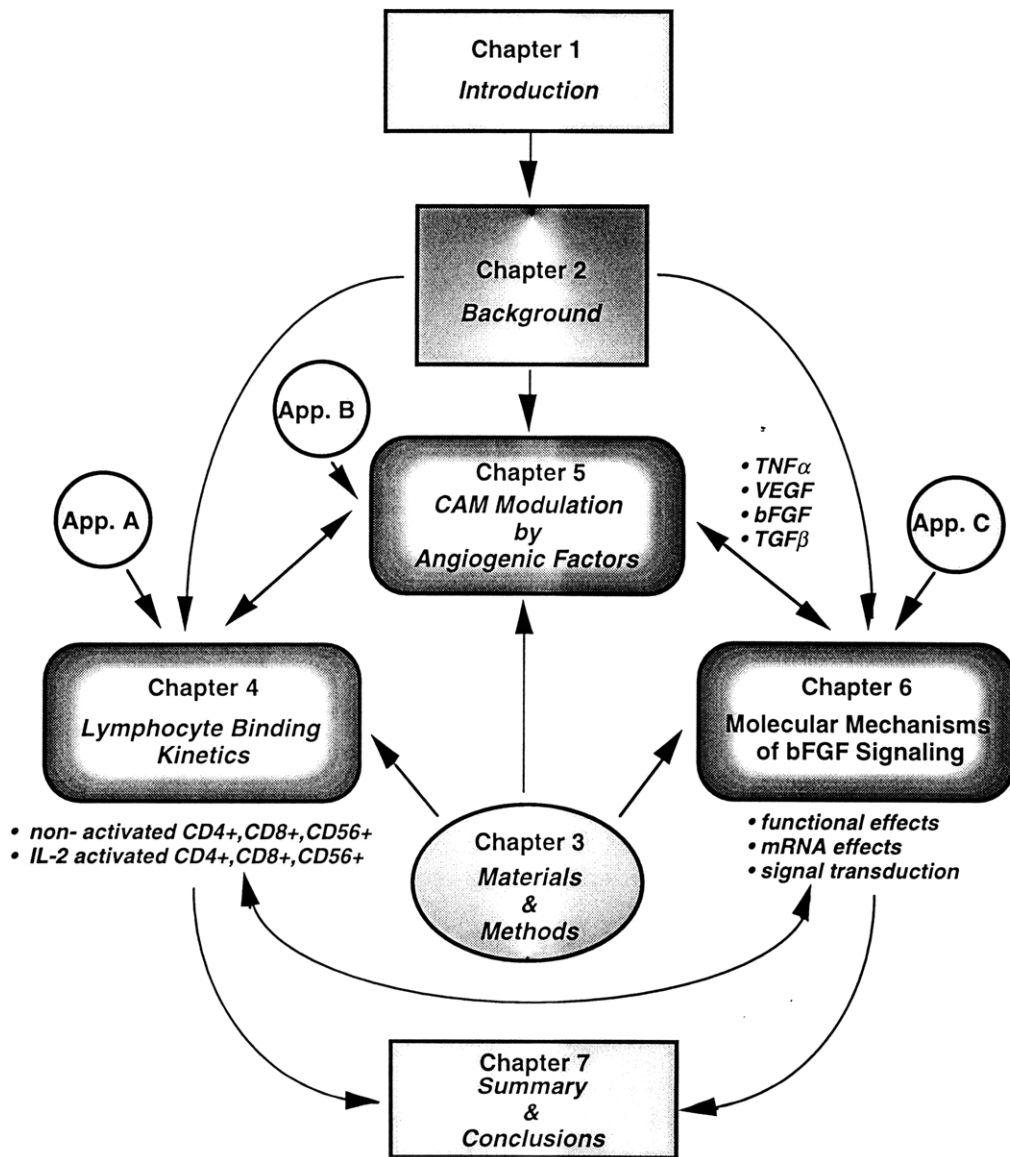 Chapter 1
Introduction
Chapter 2
Background
App. B
Chapter 5
CAM Modulation
by
Angiogenic Factors
• TNFα
• VEGF
• bFGF
• TGFβ
App. A
App. C
Chapter 4
Lymphocyte Binding
Kinetics
Chapter 6
Molecular Mechanisms
of bFGF Signaling
• non- activated CD4+,CD8+,CD56+
• IL-2 activated CD4+,CD8+,CD56+
Chapter 3
Materials
&
Methods
• functional effects
• mRNA effects
• signal transduction
Chapter 7
Summary
&
Conclusions